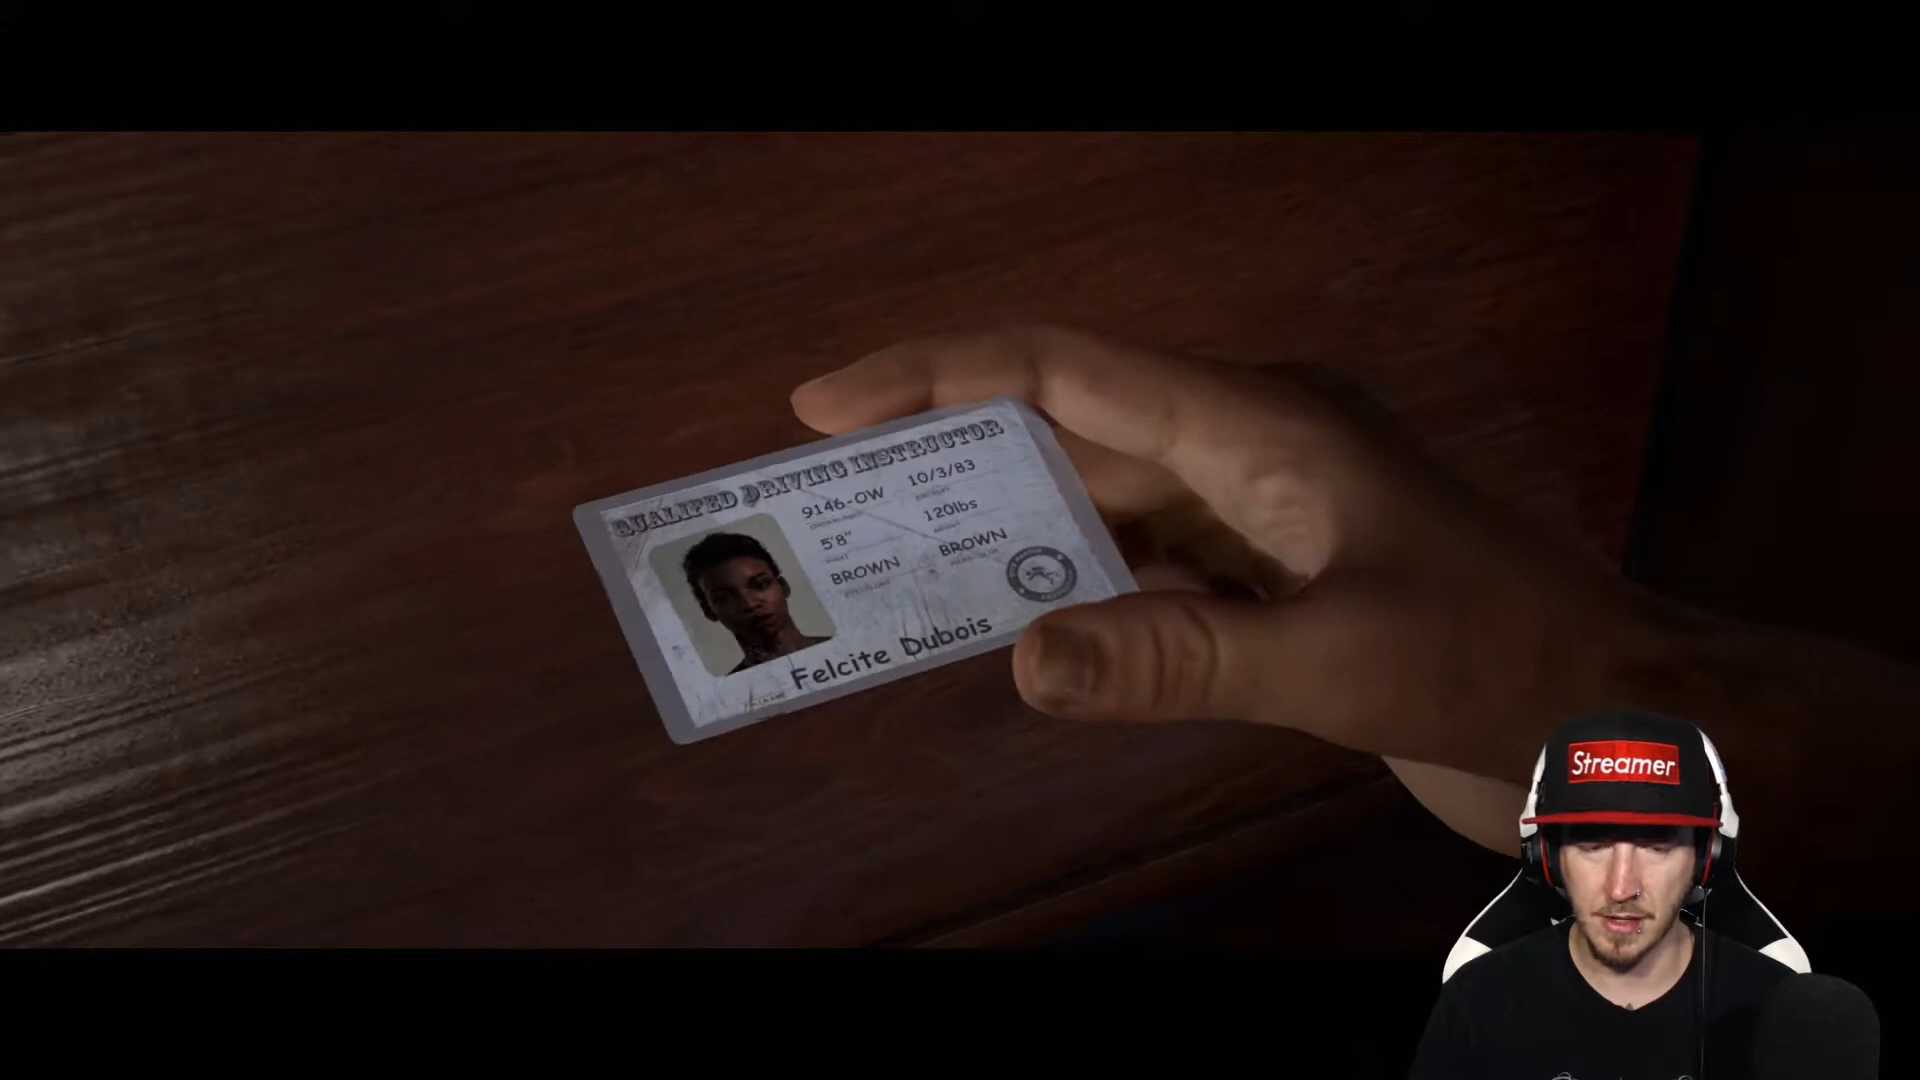 QUALIFED DRIVING INSTRUCTOR
9146-OW 10/3/83
5'8" 120lbs
BROWN BROWN
Felcite Dubois
Streamer